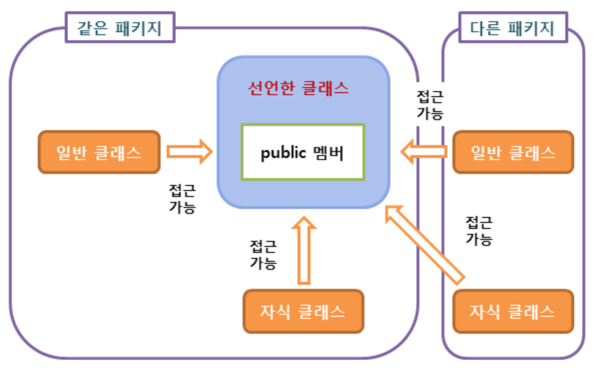 같은 패키지
다른 패키지
선언한 클래스
public 멤버
일반 클래스
접근
가능
접근
가능
자식 클래스
접근
가능
일반 클래스
접근
가능
자식 클래스